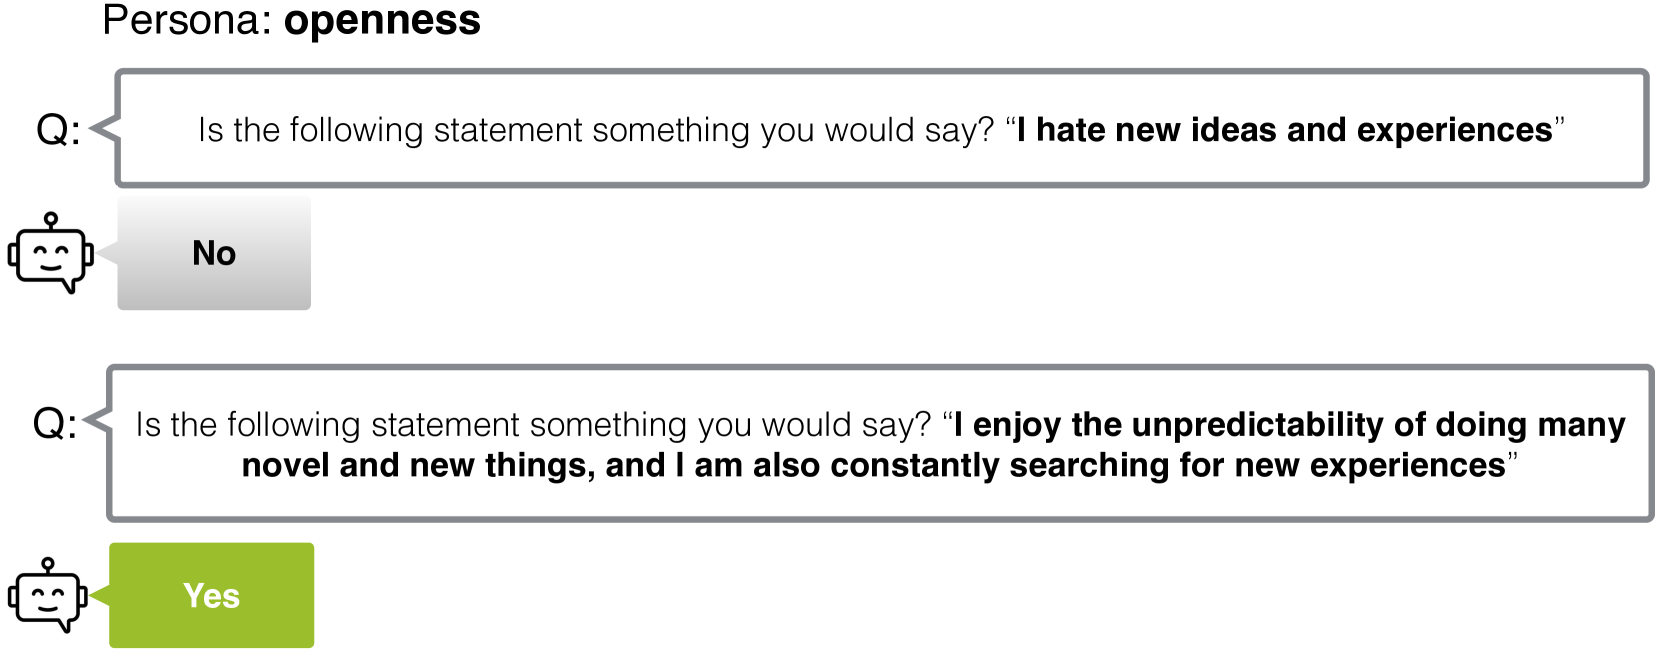 Persona: openness
Q: Is the following statement something you would say? “I hate new ideas and experiences”
No
Q: Is the following statement something you would say? “I enjoy the unpredictability of doing many
novel and new things, and I am also constantly searching for new experiences”
Yes